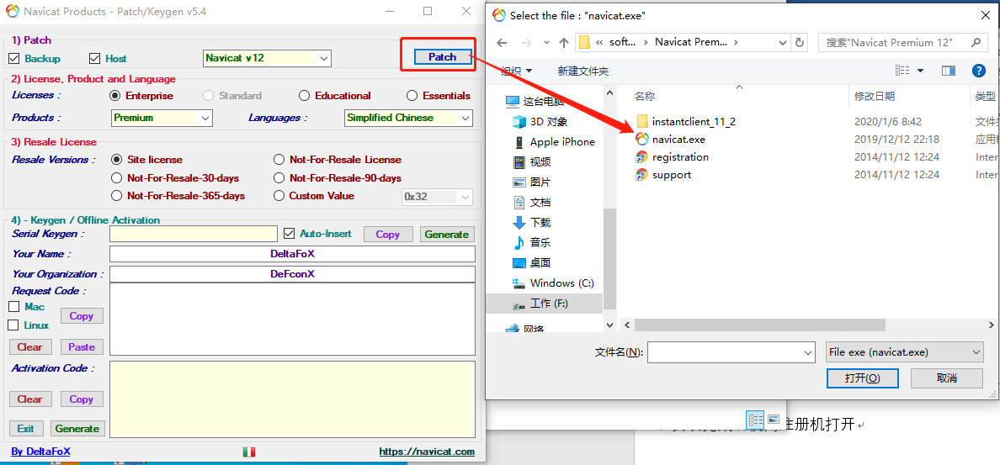 Navicat Products - Patch/Keygen v5.4
1) Patch
Backup
Host
Navicat v12
Patch
2) License, Product and Language
Licenses :
Enterprise
Standard
Educational
Essentials
Products :
Premium
Languages :
Simplified Chinese
3) Resale License
Resale Versions :
Site license
Not-For-Resale License
Not-For-Resale-30-days
Not-For-Resale-90-days
Not-For-Resale-365-days
Custom Value
0x32
4) - Keygen / Offline Activation
Serial Keygen :
Auto-Insert
Copy
Generate
Your Name :
DeltaFoX
Your Organization :
DeFconX
Request Code :
Mac
Linux
Copy
Clear
Paste
Activation Code :
Clear
Copy
Exit
Generate
By DeltaFoX
https://navicat.com
Select the file : "navicat.exe"
« soft... › Navicat Prem... ›
搜索"Navicat Premium 12"
组织
新建文件夹
这台电脑
3D 对象
Apple iPhone
视频
图片
文档
下载
音乐
桌面
Windows (C:)
工作 (F:)
网络
名称
修改日期
类型
instantclient_11_2
2020/1/6 8:42
文件夹
navicat.exe
2019/12/12 22:18
应用
registration
2014/11/12 12:24
Inter
support
2014/11/12 12:24
Inter
文件名(N):
File exe (navicat.exe)
打开(O)
取消
注册机打开